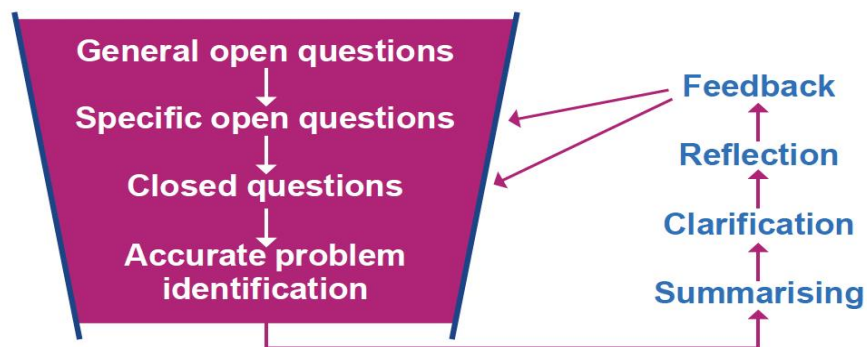 General open questions
Specific open questions
Closed questions
Accurate problem
identification
Feedback
Reflection
Clarification
Summarising